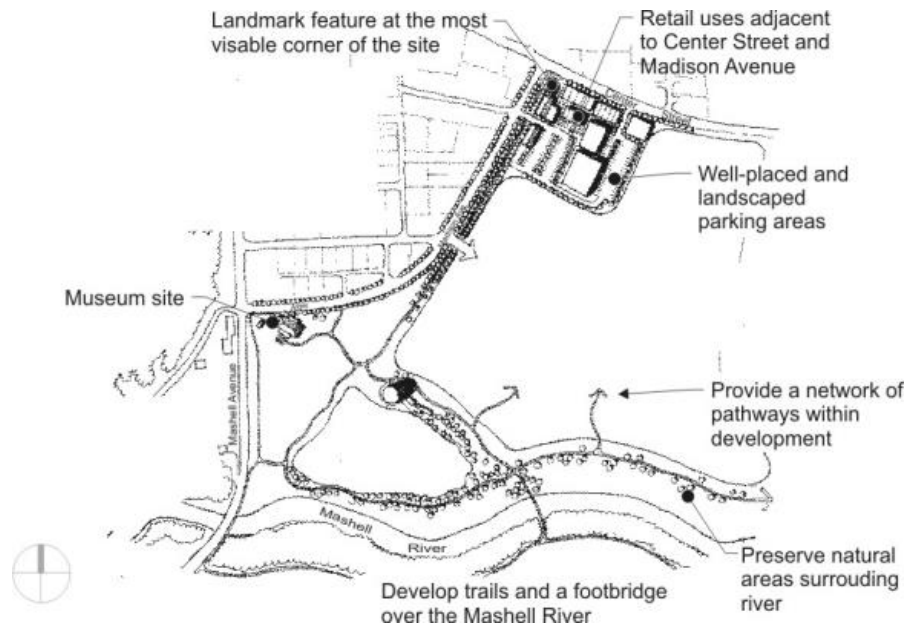 Landmark feature at the most
visable corner of the site
Retail uses adjacent
to Center Street and
Madison Avenue
Well-placed and
landscaped
parking areas
Museum site
Mashell Avenue
Provide a network of
pathways within
development
Mashell
River
Preserve natural
areas surrouding
river
Develop trails and a footbridge
over the Mashell River